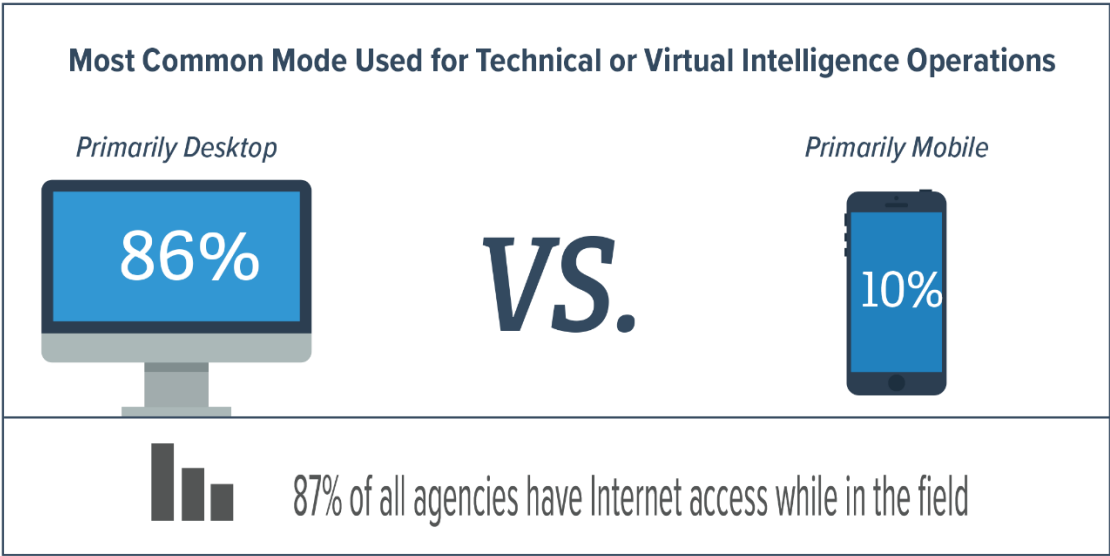 Most Common Mode Used for Technical or Virtual Intelligence Operations
Primarily Desktop
Primarily Mobile
86%
VS.
10%
87% of all agencies have Internet access while in the field